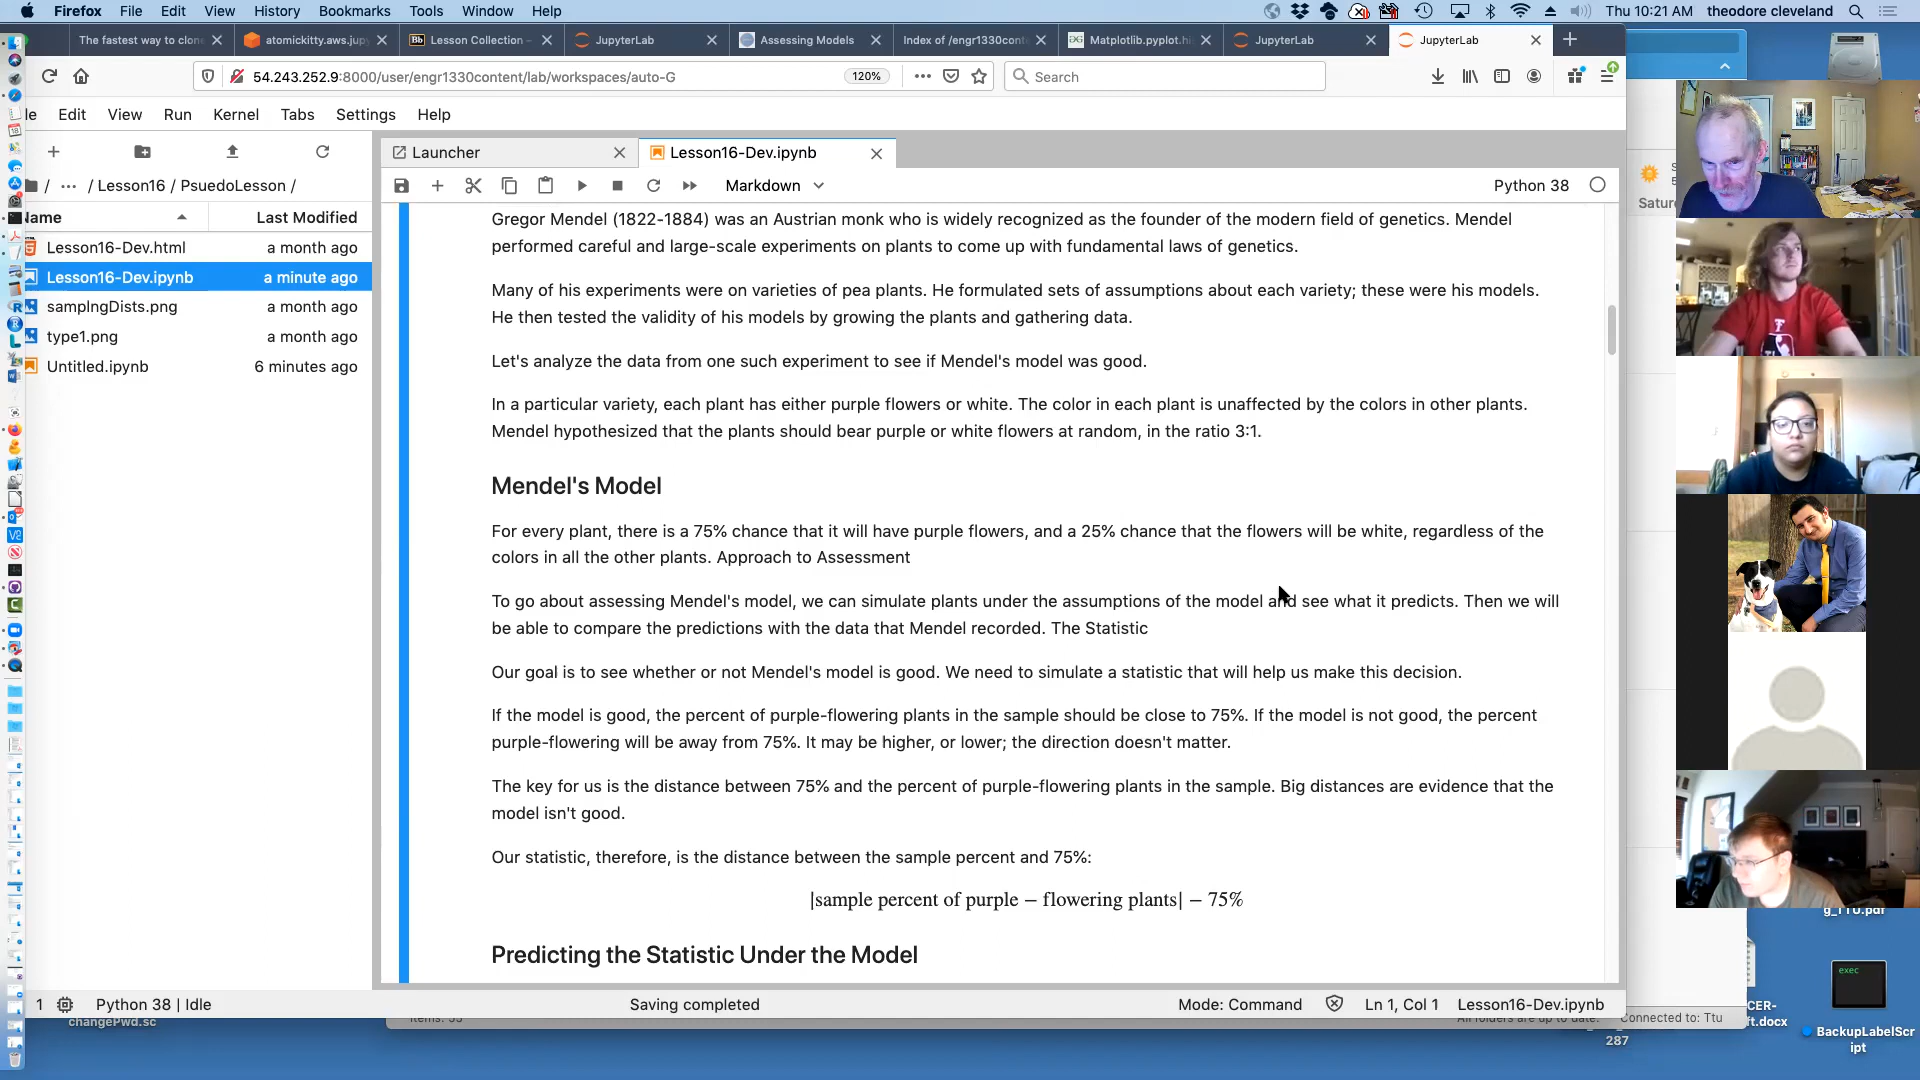 Firefox File Edit View History Bookmarks Tools Window Help
Thu 10:21 AM theodore cleveland
The fastest way to clon
atomickitty.aws.jup
Bb Lesson Collection –
JupyterLab
Assessing Models
Index of /engr1330cont
Matplotlib.pyplot.hi
JupyterLab
JupyterLab
54.243.252.9:8000/user/engr1330content/lab/workspaces/auto-G
120%
Search
le Edit View Run Kernel Tabs Settings Help
Launcher
Lesson16-Dev.ipynb
/ ··· / Lesson16 / PsuedoLesson /
Markdown
Python 38
Name Last Modified
Lesson16-Dev.html a month ago
Lesson16-Dev.ipynb a minute ago
samplngDists.png a month ago
type1.png a month ago
Untitled.ipynb 6 minutes ago
Gregor Mendel (1822-1884) was an Austrian monk who is widely recognized as the founder of the modern field of genetics. Mendel
performed careful and large-scale experiments on plants to come up with fundamental laws of genetics.
Many of his experiments were on varieties of pea plants. He formulated sets of assumptions about each variety; these were his models.
He then tested the validity of his models by growing the plants and gathering data.
Let's analyze the data from one such experiment to see if Mendel's model was good.
In a particular variety, each plant has either purple flowers or white. The color in each plant is unaffected by the colors in other plants.
Mendel hypothesized that the plants should bear purple or white flowers at random, in the ratio 3:1.
Mendel's Model
For every plant, there is a 75% chance that it will have purple flowers, and a 25% chance that the flowers will be white, regardless of the
colors in all the other plants. Approach to Assessment
To go about assessing Mendel's model, we can simulate plants under the assumptions of the model and see what it predicts. Then we will
be able to compare the predictions with the data that Mendel recorded. The Statistic
Our goal is to see whether or not Mendel's model is good. We need to simulate a statistic that will help us make this decision.
If the model is good, the percent of purple-flowering plants in the sample should be close to 75%. If the model is not good, the percent
purple-flowering will be away from 75%. It may be higher, or lower; the direction doesn't matter.
The key for us is the distance between 75% and the percent of purple-flowering plants in the sample. Big distances are evidence that the
model isn't good.
Our statistic, therefore, is the distance between the sample percent and 75%:
|sample percent of purple − flowering plants| − 75%
Predicting the Statistic Under the Model
1 Python 38 | Idle
Saving completed
Mode: Command
Ln 1, Col 1
Lesson16-Dev.ipynb
changePwd.sc
Connected to: Ttu
287
Satur
g_TTU.pdf
exec
CER-
ft.docx
BackupLabelScr
ipt